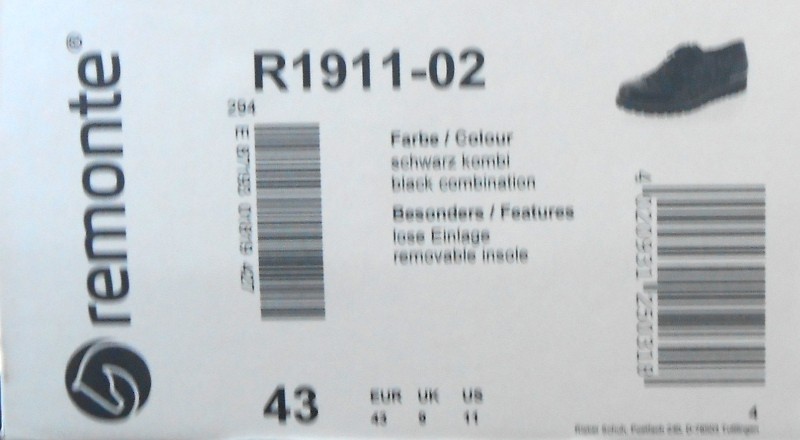 remonte®
R1911-02
294
Farbe / Colour
schwarz kombi
black combination
Besonders / Features
lose Einlage
removable insole
43
EUR UK US
43 9 11
4